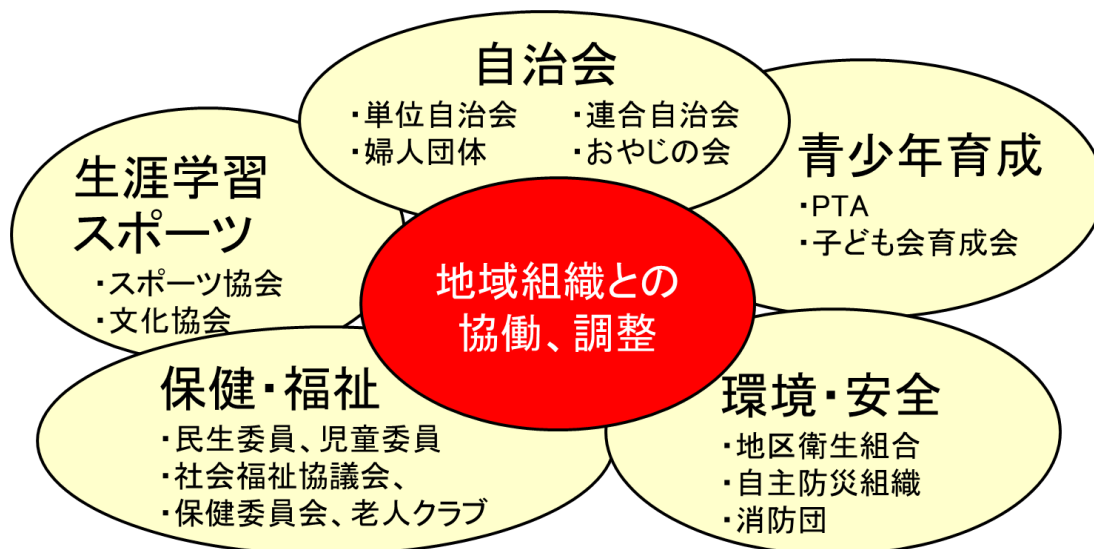 自治会
・単位自治会 ・連合自治会
・婦人団体 ・おやじの会
青少年育成
・PTA
・子ども会育成会
生涯学習
スポーツ
・スポーツ協会
・文化協会
地域組織との
協働、調整
保健・福祉
・民生委員、児童委員
・社会福祉協議会、
・保健委員会、老人クラブ
環境・安全
・地区衛生組合
・自主防災組織
・消防団